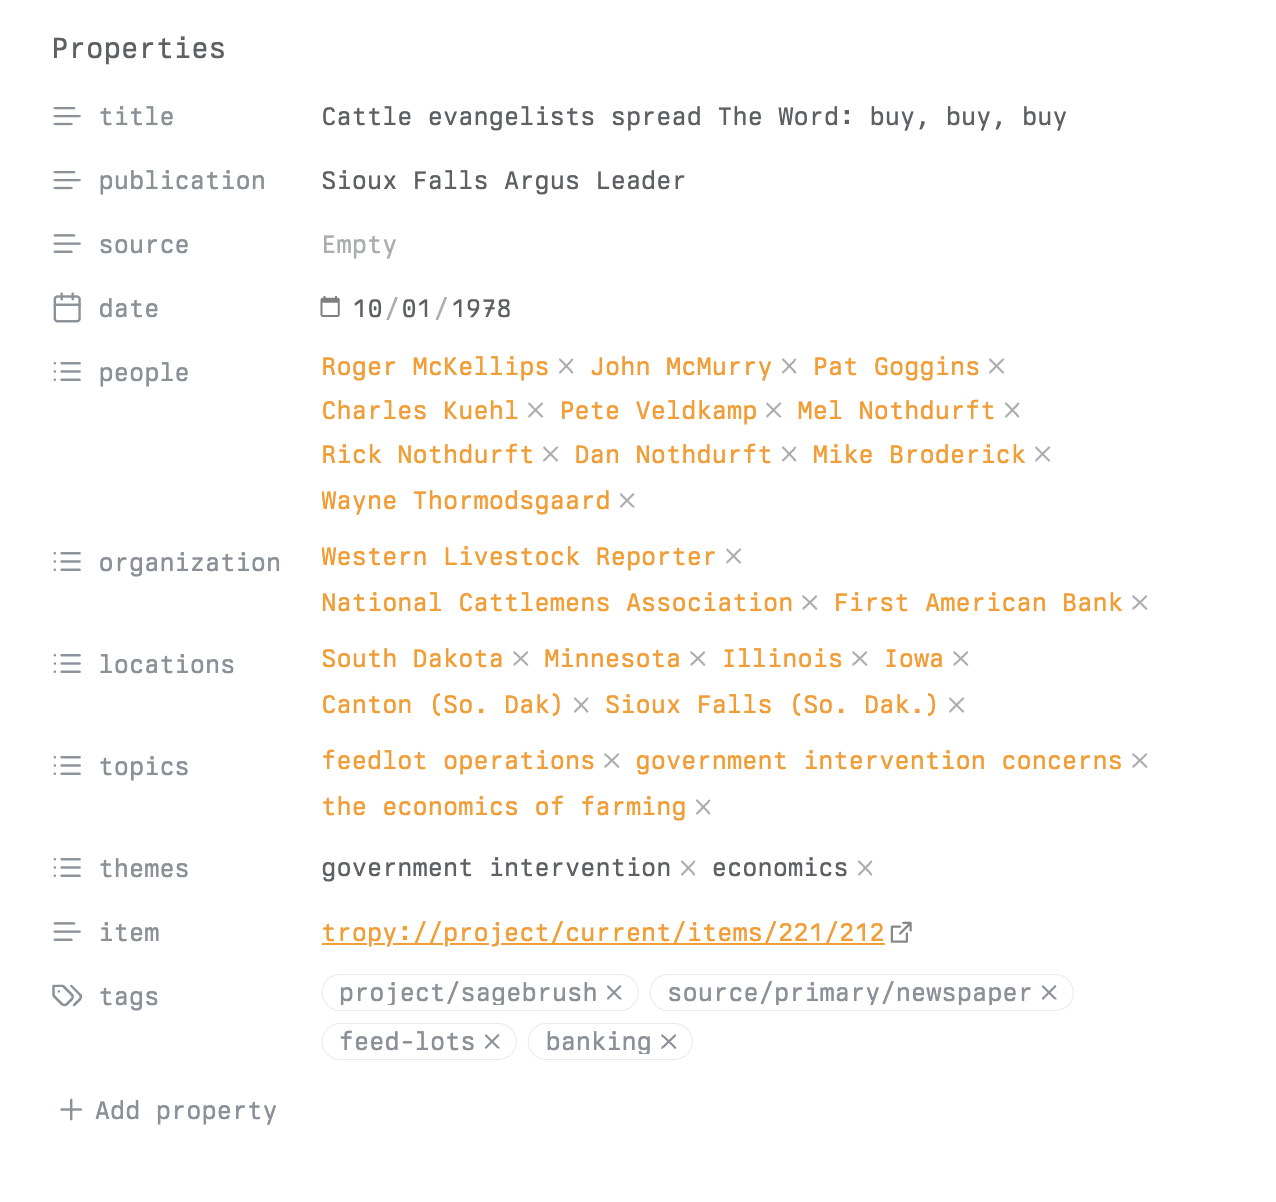 Properties
title Cattle evangelists spread The Word: buy, buy, buy
publication Sioux Falls Argus Leader
source Empty
date 10/01/1978
people Roger McKellips × John McMurry × Pat Goggins ×
Charles Kuehl × Pete Veldkamp × Mel Nothdurft ×
Rick Nothdurft × Dan Nothdurft × Mike Broderick ×
Wayne Thormodsgaard ×
organization Western Livestock Reporter ×
National Cattlemens Association × First American Bank ×
locations South Dakota × Minnesota × Illinois × Iowa ×
Canton (So. Dak) × Sioux Falls (So. Dak.) ×
topics feedlot operations × government intervention concerns ×
the economics of farming ×
themes government intervention × economics ×
item tropy://project/current/items/221/212
tags project/sagebrush × source/primary/newspaper ×
feed-lots × banking ×
+ Add property